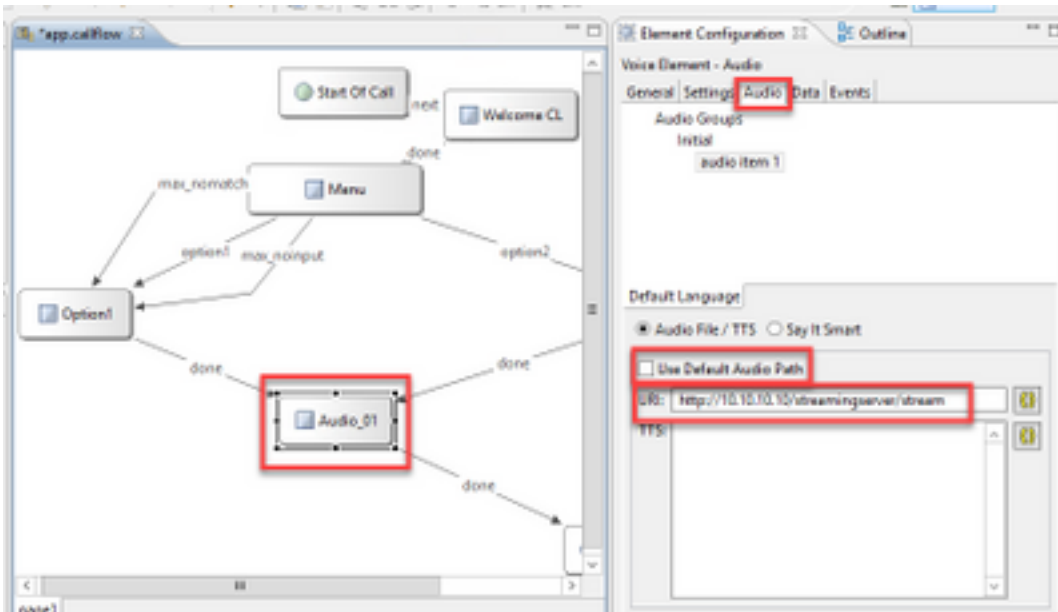 *app.callflow
Start Of Call
next
Welcome CL
done
Menu
max_nomatch
option1
max_noinput
option2
Option1
done
done
Audio_01
done
page1
Element Configuration
Outline
Voice Element - Audio
General Settings Audio Data Events
Audio Groups
Initial
audio item 1
Default Language
Audio File / TTS Say It Smart
Use Default Audio Path
URI: http://10.10.10.10/streamingserver/stream
TTS: